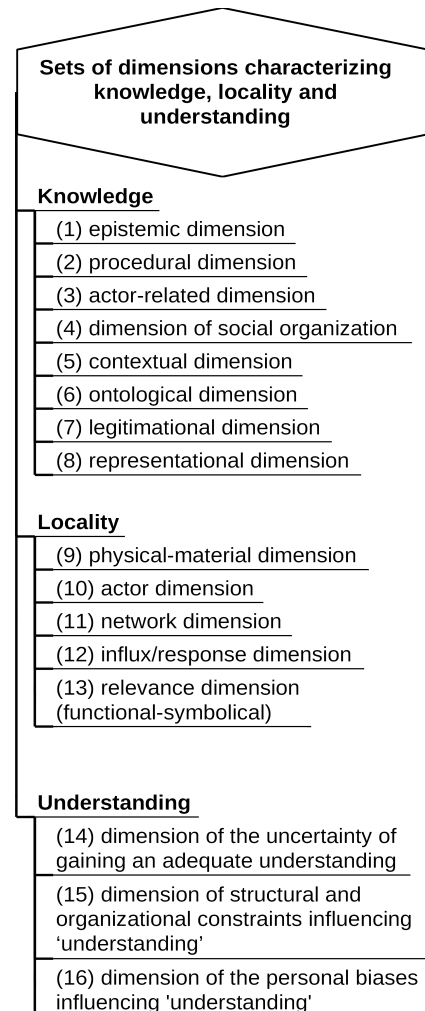 Sets of dimensions characterizing
knowledge, locality and
understanding
Knowledge
(1) epistemic dimension
(2) procedural dimension
(3) actor-related dimension
(4) dimension of social organization
(5) contextual dimension
(6) ontological dimension
(7) legitimational dimension
(8) representational dimension
Locality
(9) physical-material dimension
(10) actor dimension
(11) network dimension
(12) influx/response dimension
(13) relevance dimension
(functional-symbolical)
Understanding
(14) dimension of the uncertainty of
gaining an adequate understanding
(15) dimension of structural and
organizational constraints influencing
‘understanding’
(16) dimension of the personal biases
influencing 'understanding'